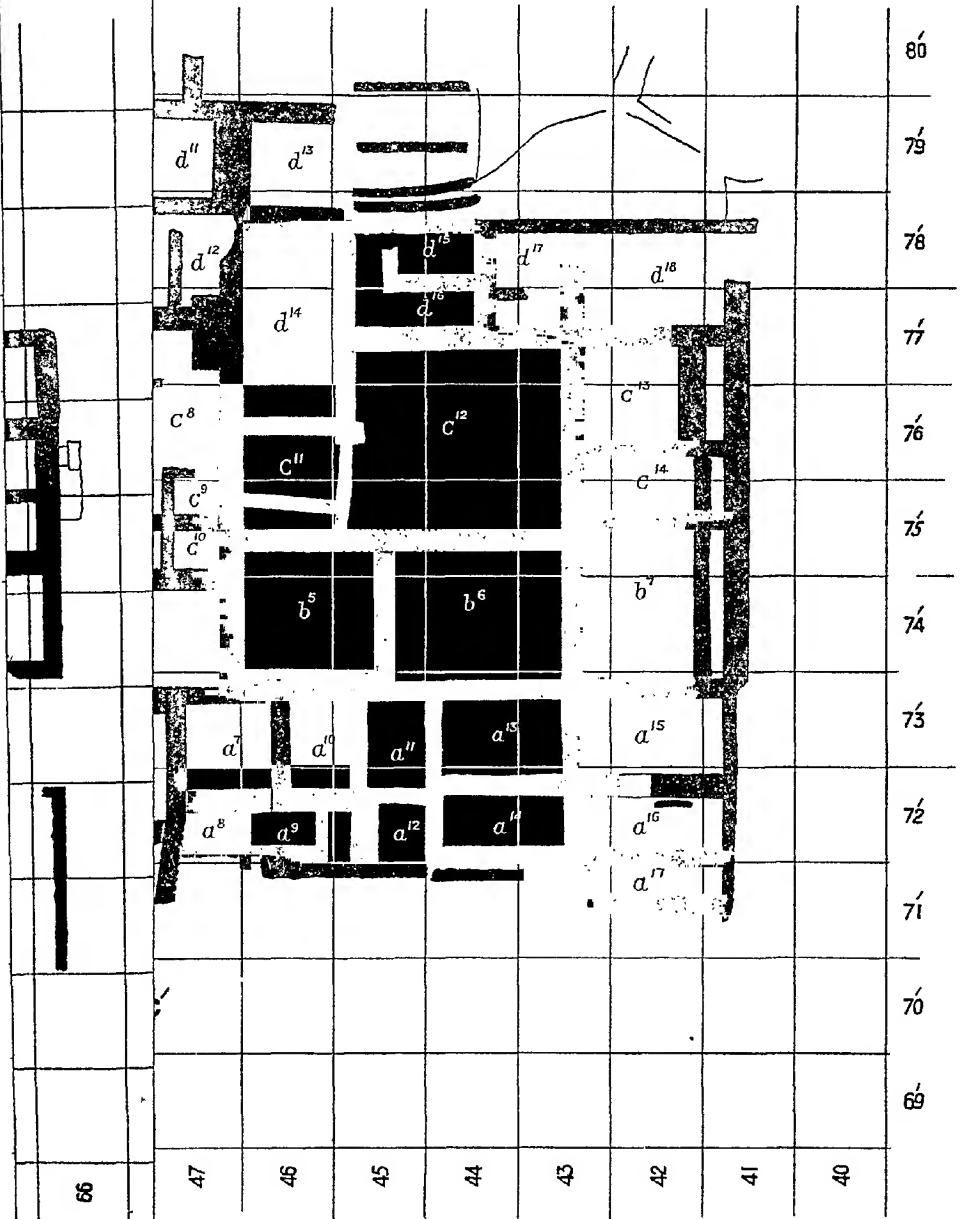 80'
79'
d¹¹ d¹³
78'
d¹⁵ d¹⁷
d¹² d¹⁸
d¹⁶
d¹⁴
77'
C¹³
C⁸ C¹²
76'
C¹¹ C¹⁴
C⁹
75'
C¹⁰
b⁵ b⁶ b⁷
74'
73'
a⁷ a¹⁰ a¹¹ a¹³ a¹⁵
72'
a⁸ a⁹ a¹² a¹⁴ a¹⁶
a¹⁷
71'
70'
69'
66 47 46 45 44 43 42 41 40